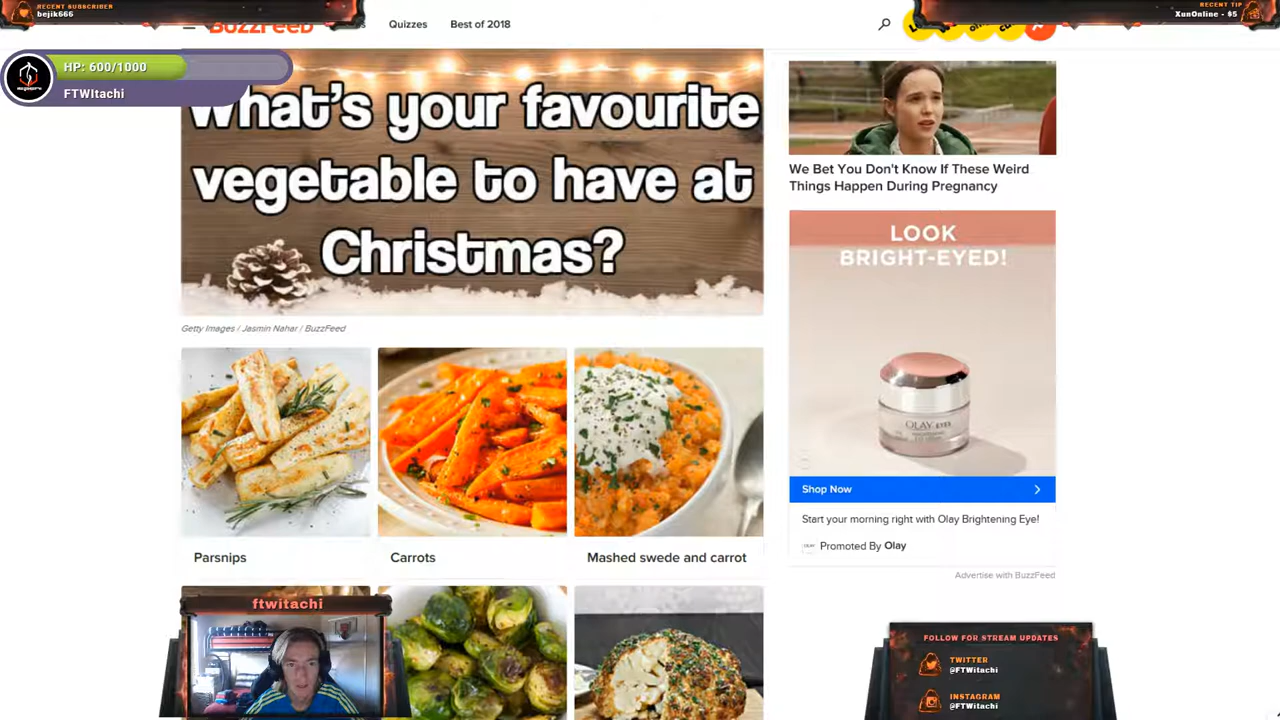 RECENT SUBSCRIBER
bejik666
BuzzFeed
Quizzes
Best of 2018
RECENT TIP
XunOnline - $5
HP: 600/1000
FTWItachi
What's your favourite
vegetable to have at
Christmas?
Getty Images / Jasmin Nahar / BuzzFeed
Parsnips
Carrots
Mashed swede and carrot
We Bet You Don't Know If These Weird
Things Happen During Pregnancy
LOOK
BRIGHT-EYED!
OLAY EYES
Shop Now
Start your morning right with Olay Brightening Eye!
Promoted By Olay
Advertise with BuzzFeed
ftwitachi
FOLLOW FOR STREAM UPDATES
TWITTER
@FTWitachi
INSTAGRAM
@FTWitachi